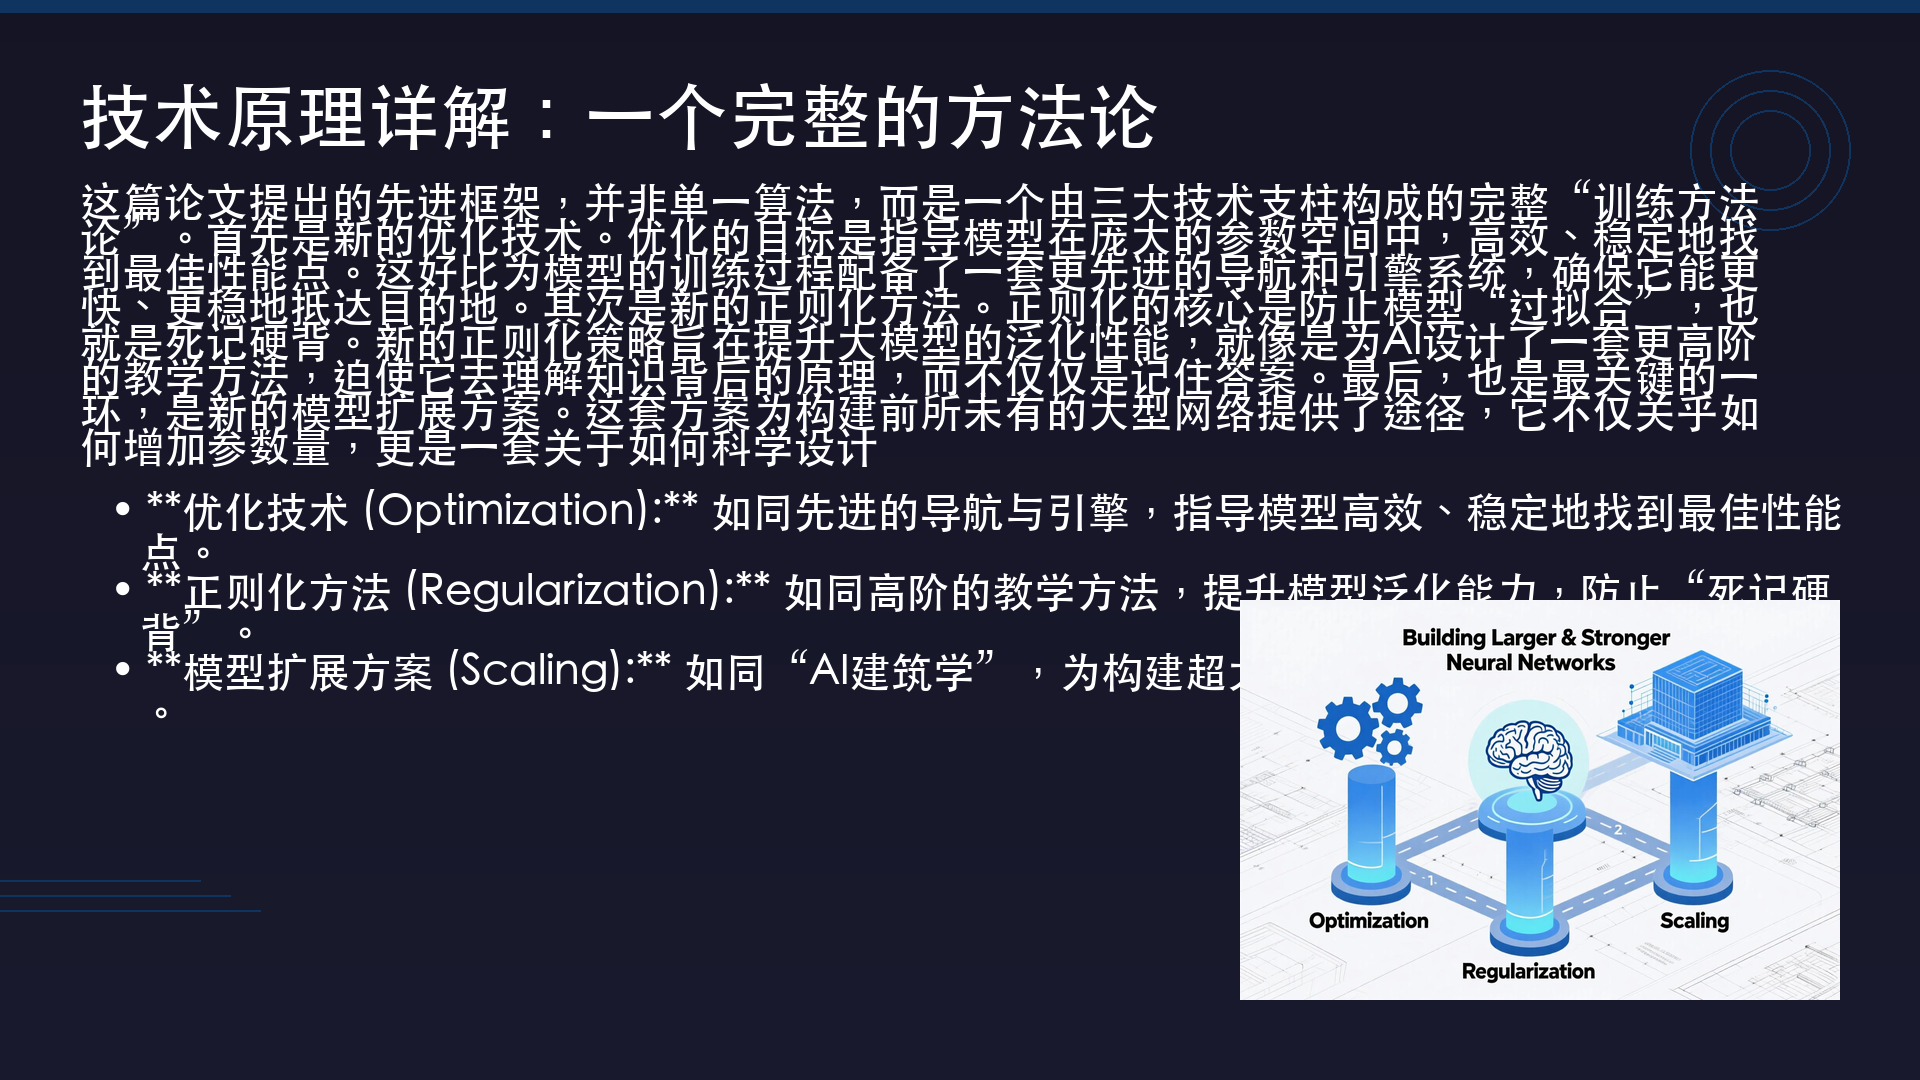 技术原理详解：一个完整的方法论
这篇论文提出的先进框架，并非单一算法，而是一个由三大技术支柱构成的完整“训练方法
论”。首先是新的优化技术。优化的目标是指导模型在庞大的参数空间中，高效、稳定地找
到最佳性能点。这好比为模型的训练过程配备了一套更先进的导航和引擎系统，确保它能更
快、更稳地抵达目的地。其次是新的正则化方法。正则化的核心是防止模型“过拟合”，也
就是死记硬背。新的正则化策略旨在提升大模型的泛化性能，就像是为AI设计了一套更高阶
的教学方法，迫使它去理解知识背后的原理，而不仅仅是记住答案。最后，也是最关键的一
环，是新的模型扩展方案。这套方案为构建前所未有的大型网络提供了途径，它不仅关乎如
何增加参数量，更是一套关于如何科学设计
• **优化技术 (Optimization):** 如同先进的导航与引擎，指导模型高效、稳定地找到最佳性能
点。
• **正则化方法 (Regularization):** 如同高阶的教学方法，提升模型泛化能力，防止“死记硬
背”。
• **模型扩展方案 (Scaling):** 如同“AI建筑学”，为构建超
。
Building Larger & Stronger
Neural Networks
2.
1.
Optimization
Scaling
Regularization